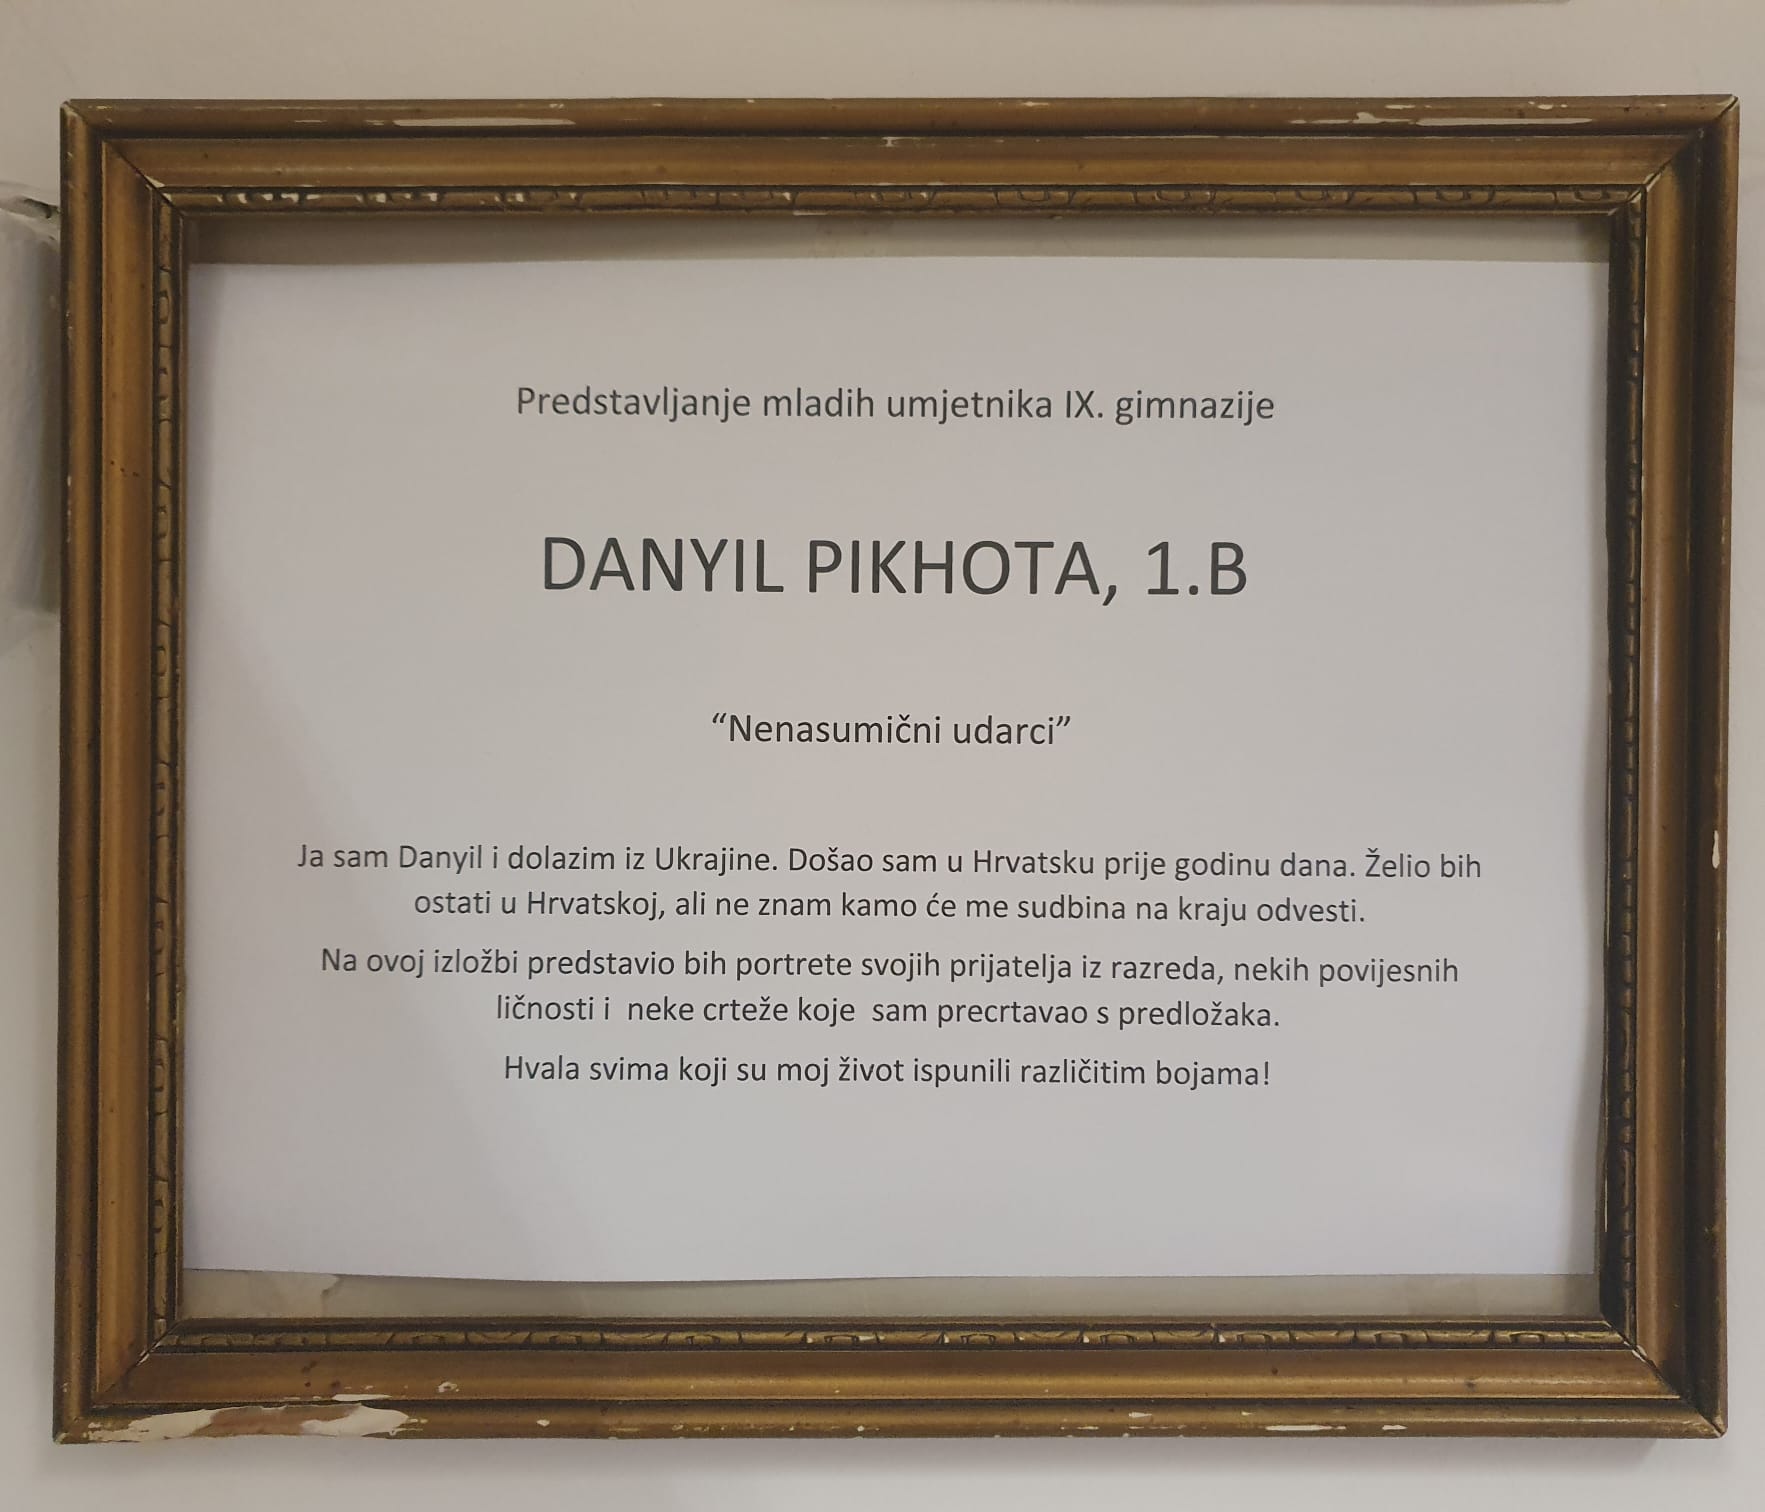 Predstavljanje mladih umjetnika IX. gimnazije
DANYIL PIKHOTA, 1.B
“Nenasumični udarci”
Ja sam Danyil i dolazim iz Ukrajine. Došao sam u Hrvatsku prije godinu dana. Želio bih
ostati u Hrvatskoj, ali ne znam kamo će me sudbina na kraju odvesti.
Na ovoj izložbi predstavio bih portrete svojih prijatelja iz razreda, nekih povijesnih
ličnosti i  neke crteže koje  sam precrtavao s predložaka.
Hvala svima koji su moj život ispunili različitim bojama!